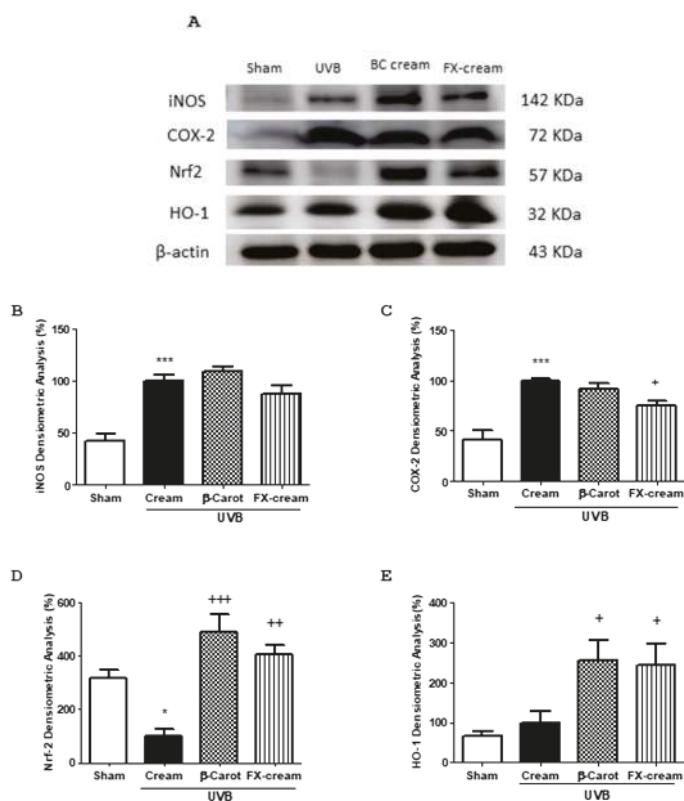 A
Sham UVB BC cream FX-cream
iNOS 142 KDa
COX-2 72 KDa
Nrf2 57 KDa
HO-1 32 KDa
β-actin 43 KDa
B
iNOS Densiometric Analysis (%)
150
100
50
0
***
Sham Cream β-Carot FX-cream
UVB
C
COX-2 Densiometric Analysis (%)
150
100
50
0
***
+
Sham Cream β-Carot FX-cream
UVB
D
Nrf-2 Densiometric Analysis (%)
600
400
200
0
*
+++
++
Sham Cream β-Carot FX-cream
UVB
E
HO-1 Densiometric Analysis (%)
400
300
200
100
0
+
+
Sham Cream β-Carot FX-cream
UVB